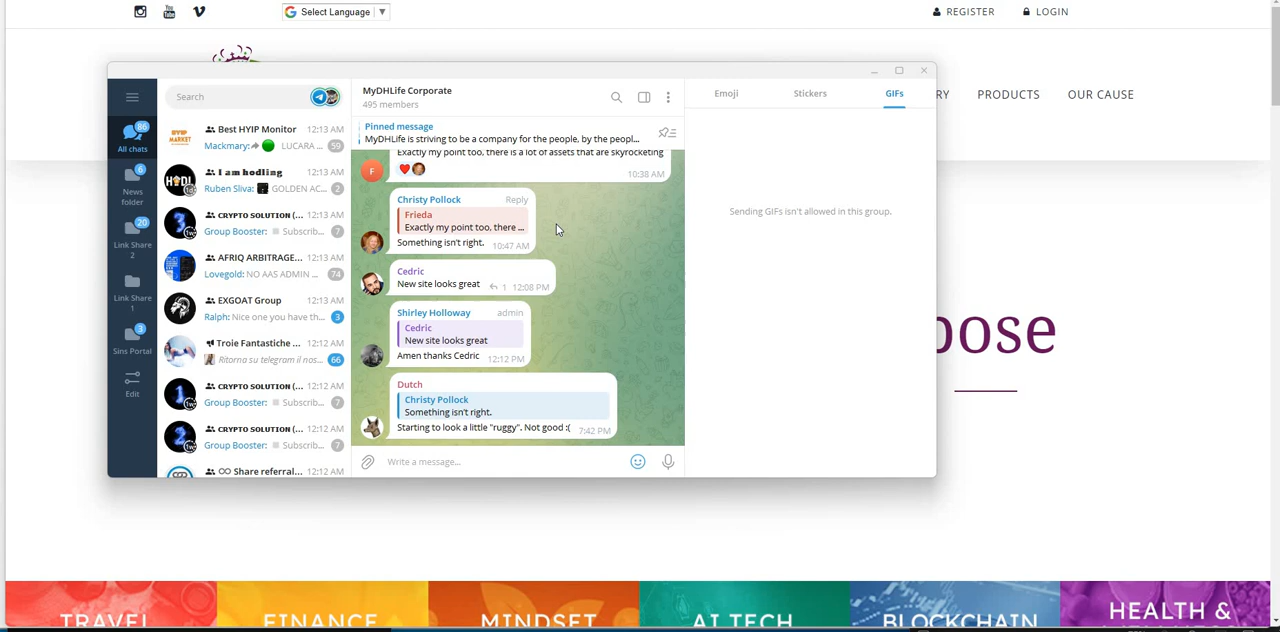 Select Language ▼
REGISTER
LOGIN
RY
PRODUCTS
OUR CAUSE
pose
86
All chats
6
News
folder
20
Link Share
2
Link Share
1
3
Sins Portal
Edit
Search
Best HYIP Monitor 12:13 AM
Mackmary: LUCARA ... 59
I am hodling 12:13 AM
Ruben Sliva: GOLDEN AC... 2
CRYPTO SOLUTION (... 12:13 AM
Group Booster: Subscrib... 7
AFRIQ ARBITRAGE... 12:13 AM
Lovegold: NO AAS ADMIN ... 74
EXGOAT Group 12:13 AM
Ralph: Nice one you have th... 3
Troie Fantastiche ... 12:12 AM
Ritorna su telegram il nos... 66
CRYPTO SOLUTION (... 12:12 AM
Group Booster: Subscrib... 7
CRYPTO SOLUTION (... 12:12 AM
Group Booster: Subscrib... 7
Share referral... 12:12 AM
MyDHLife Corporate
495 members
Pinned message
MyDHLife is striving to be a company for the people, by the peopl...
Exactly my point too, there is a lot of assets that are skyrocketing
10:38 AM
F
Christy Pollock Reply
Frieda
Exactly my point too, there ...
Something isn't right. 10:47 AM
Cedric
New site looks great 1 12:08 PM
Shirley Holloway admin
Cedric
New site looks great
Amen thanks Cedric 12:12 PM
Dutch
Christy Pollock
Something isn't right.
Starting to look a little "ruggy". Not good :( 7:42 PM
Write a message...
Emoji
Stickers
GIFs
Sending GIFs isn't allowed in this group.
TRAVEL
FINANCE
MINDSET
AI TECH
BLOCKCHAIN
HEALTH &